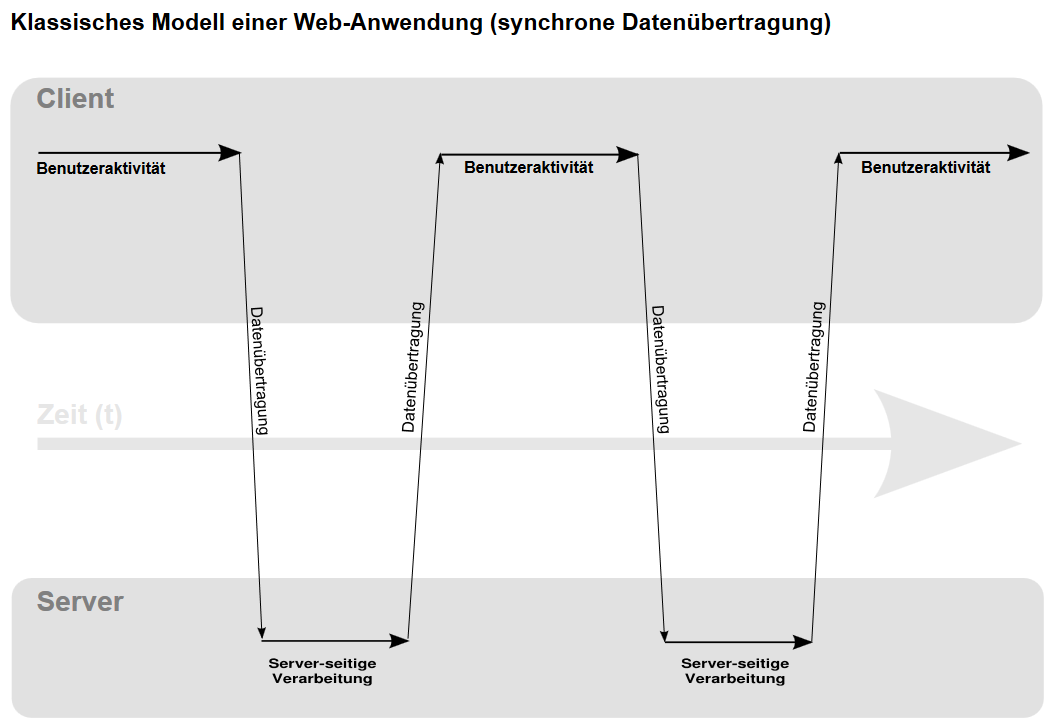 Klassisches Modell einer Web-Anwendung (synchrone Datenübertragung)
Client
Benutzeraktivität
Benutzeraktivität
Benutzeraktivität
Datenübertragung
Datenübertragung
Datenübertragung
Datenübertragung
Zeit (t)
Server
Server-seitige
Verarbeitung
Server-seitige
Verarbeitung